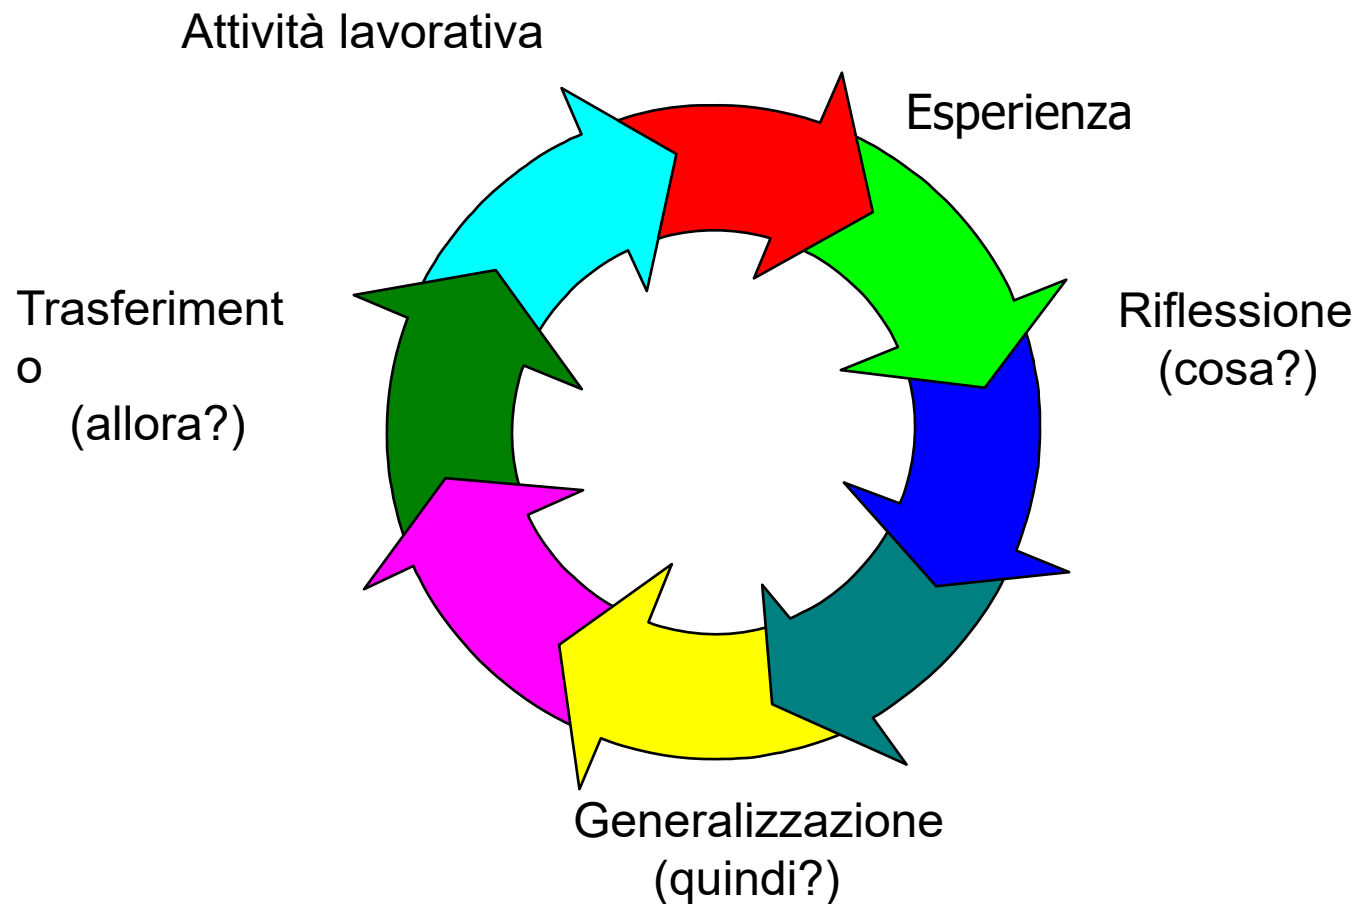 Attività lavorativa
Esperienza
Trasferiment
o
(allora?)
Riflessione
(cosa?)
Generalizzazione
(quindi?)